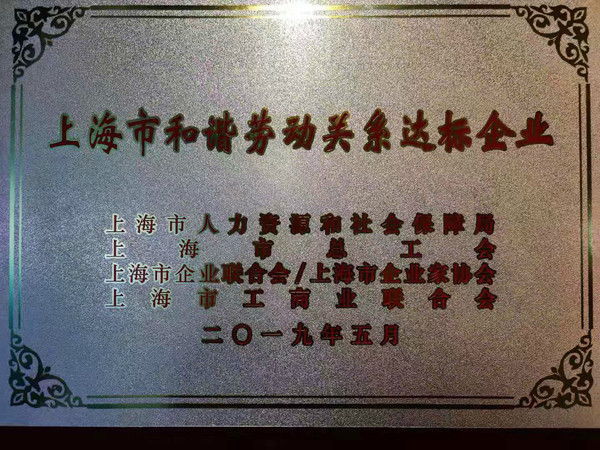 上海市和谐劳动关系达标企业
上海市人力资源和社会保障局
上海市总工会
上海市企业联合会/上海市企业家协会
上海市工商业联合会
二〇一九年五月